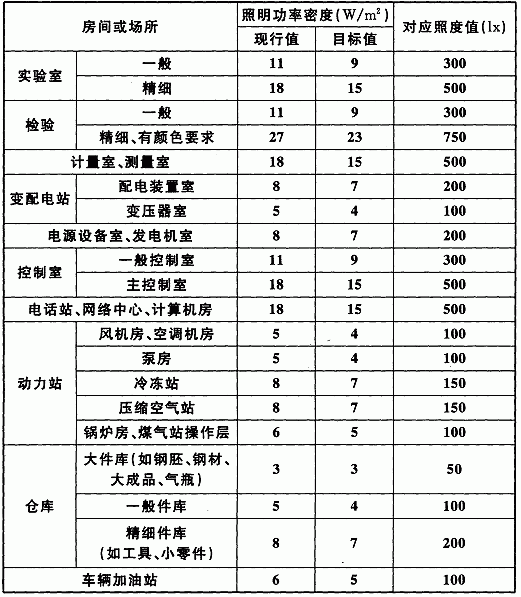 房间或场所 照明功率密度(W/m²) 对应照度值(lx)
现行值 目标值
实验室 一般 11 9 300
精细 18 15 500
检验 一般 11 9 300
精细、有颜色要求 27 23 750
计量室、测量室 18 15 500
变配电站 配电装置室 8 7 200
变压器室 5 4 100
电源设备室、发电机室 8 7 200
控制室 一般控制室 11 9 300
主控制室 18 15 500
电话站、网络中心、计算机房 18 15 500
动力站 风机房、空调机房 5 4 100
泵房 5 4 100
冷冻站 8 7 150
压缩空气站 8 7 150
锅炉房、煤气站操作层 6 5 100
仓库 大件库(如钢胚、钢材、
大成品、气瓶) 3 3 50
一般件库 5 4 100
精细件库
(如工具、小零件) 8 7 200
车辆加油站 6 5 100